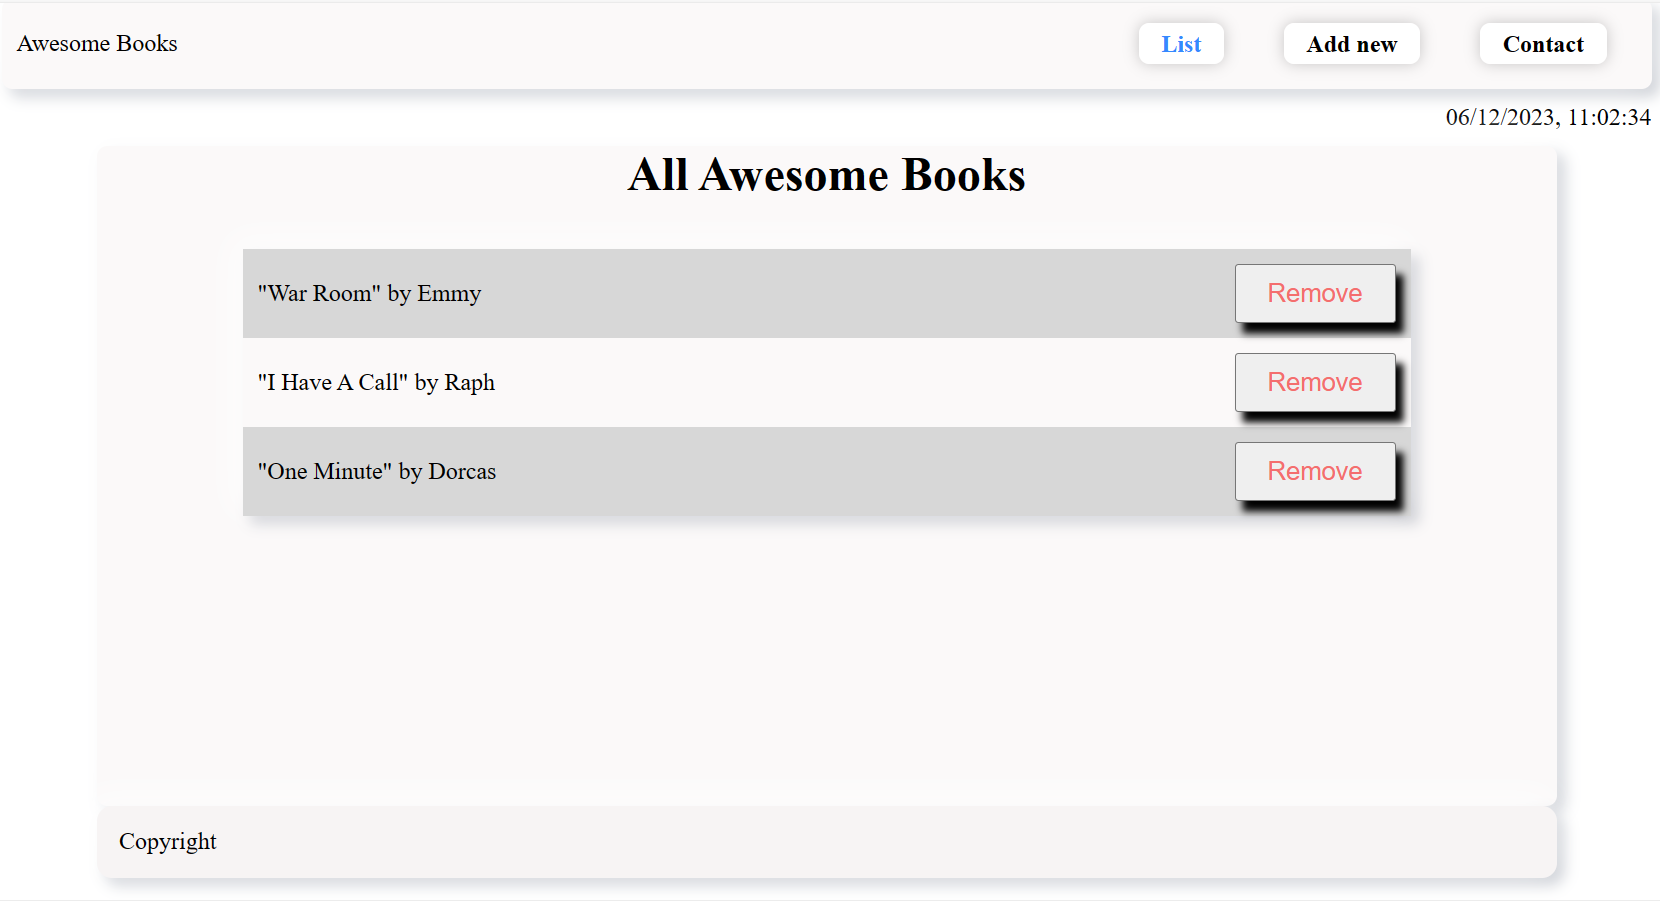 Awesome Books List Add new Contact
06/12/2023, 11:02:34
All Awesome Books
"War Room" by Emmy Remove
"I Have A Call" by Raph Remove
"One Minute" by Dorcas Remove
Copyright